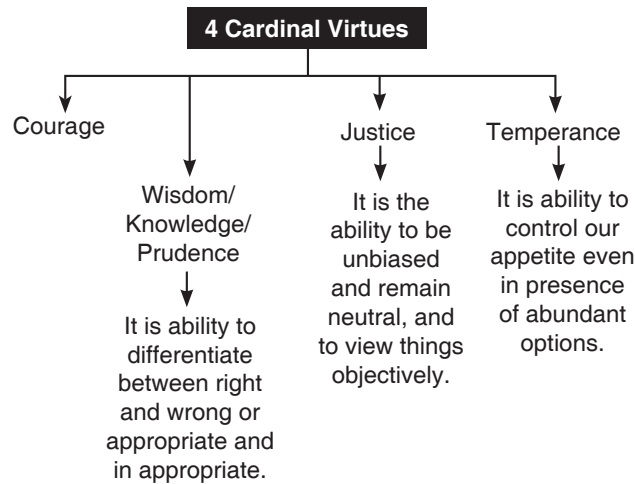 4 Cardinal Virtues
Courage
Wisdom/
Knowledge/
Prudence
It is ability to
differentiate
between right
and wrong or
appropriate and
in appropriate.
Justice
It is the
ability to be
unbiased
and remain
neutral, and
to view things
objectively.
Temperance
It is ability to
control our
appetite even
in presence
of abundant
options.